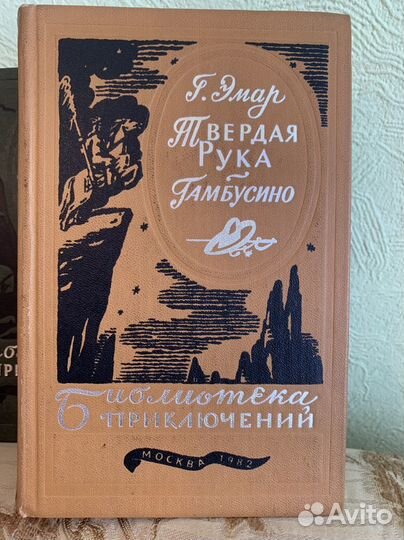 Г. Эмар
Твердая
Рука
~
Гамбусино
Библиотека
приключений
МОСКВА 1982
Avito